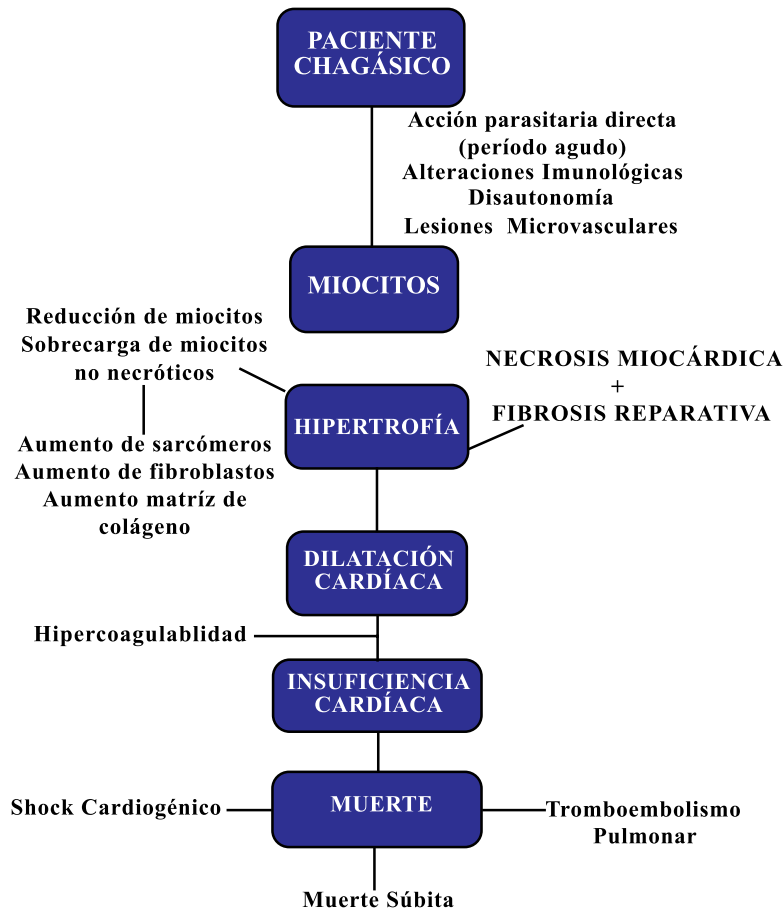 PACIENTE
CHAGÁSICO
Acción parasitaria directa
(período agudo)
Alteraciones Imunológicas
Disautonomía
Lesiones Microvasculares
MIOCITOS
Reducción de miocitos
Sobrecarga de miocitos
no necróticos
NECROSIS MIOCÁRDICA
+
FIBROSIS REPARATIVA
HIPERTROFÍA
Aumento de sarcómeros
Aumento de fibroblastos
Aumento matríz de
colágeno
DILATACIÓN
CARDÍACA
Hipercoagulablidad
INSUFICIENCIA
CARDÍACA
MUERTE
Shock Cardiogénico
Tromboembolismo
Pulmonar
Muerte Súbita